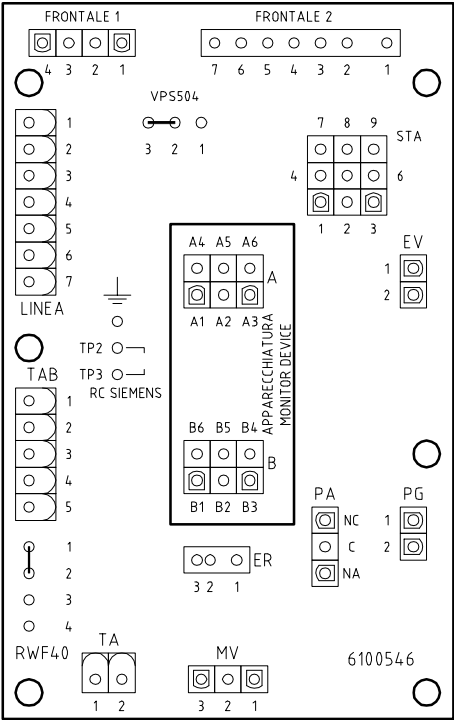 FRONTALE 1
FRONTALE 2
4 3 2 1
7 6 5 4 3 2 1
VPS504
3 2 1
1
2
3
4
5
6
7
LINEA
7 8 9
STA
4 6
1 2 3
EV
1
2
A4 A5 A6
A
A1 A2 A3
APPARECCHIATURA
MONITOR DEVICE
TP2
TP3
RC SIEMENS
TAB
1
2
3
4
5
B6 B5 B4
B
B1 B2 B3
PA
NC
C
NA
PG
1
2
ER
3 2 1
1
2
3
4
RWF40
TA
1 2
MV
3 2 1
6100546